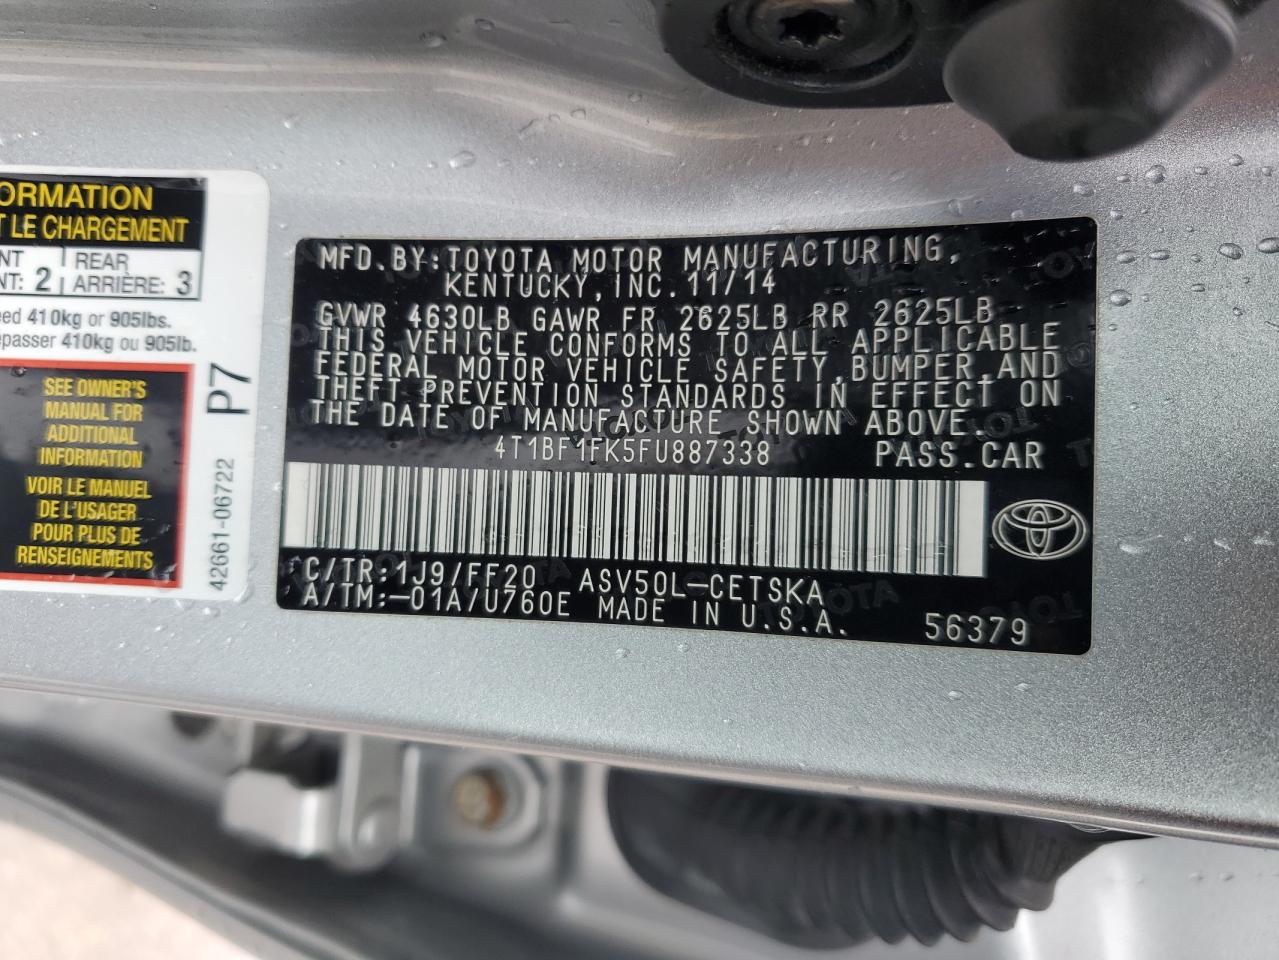 ORMATION
T LE CHARGEMENT
NT
REAR
NT: 2
ARRIÈRE: 3
eed 410kg or 905lbs.
epasser 410kg ou 905lb.
SEE OWNER'S
MANUAL FOR
ADDITIONAL
INFORMATION
VOIR LE MANUEL
DE L'USAGER
POUR PLUS DE
RENSEIGNEMENTS
P7
42661-06722
MFD.BY:TOYOTA MOTOR MANUFACTURING,
KENTUCKY,INC.11/14
GVWR 4630LB GAWR FR 2625LB RR 2625LB
THIS VEHICLE CONFORMS TO ALL APPLICABLE
FEDERAL MOTOR VEHICLE SAFETY,BUMPER,AND
THEFT PREVENTION STANDARDS IN EFFECT ON
THE DATE OF MANUFACTURE SHOWN ABOVE.
4T1BF1FK5FU887338 PASS.CAR
C/TR:1J9/FF20 ASV50L-CETSKA
A/TM:-01A/U760E MADE IN U.S.A. 56379